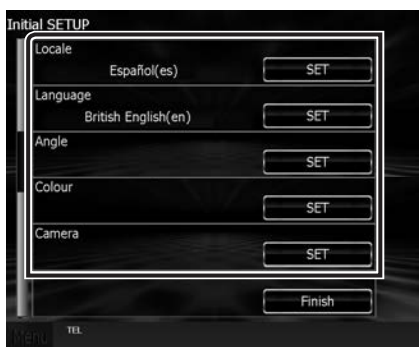 Initial SETUP
Locale
Español(es) SET
Language
British English(en) SET
Angle
SET
Colour
SET
Camera
SET
Finish
Menu TEL